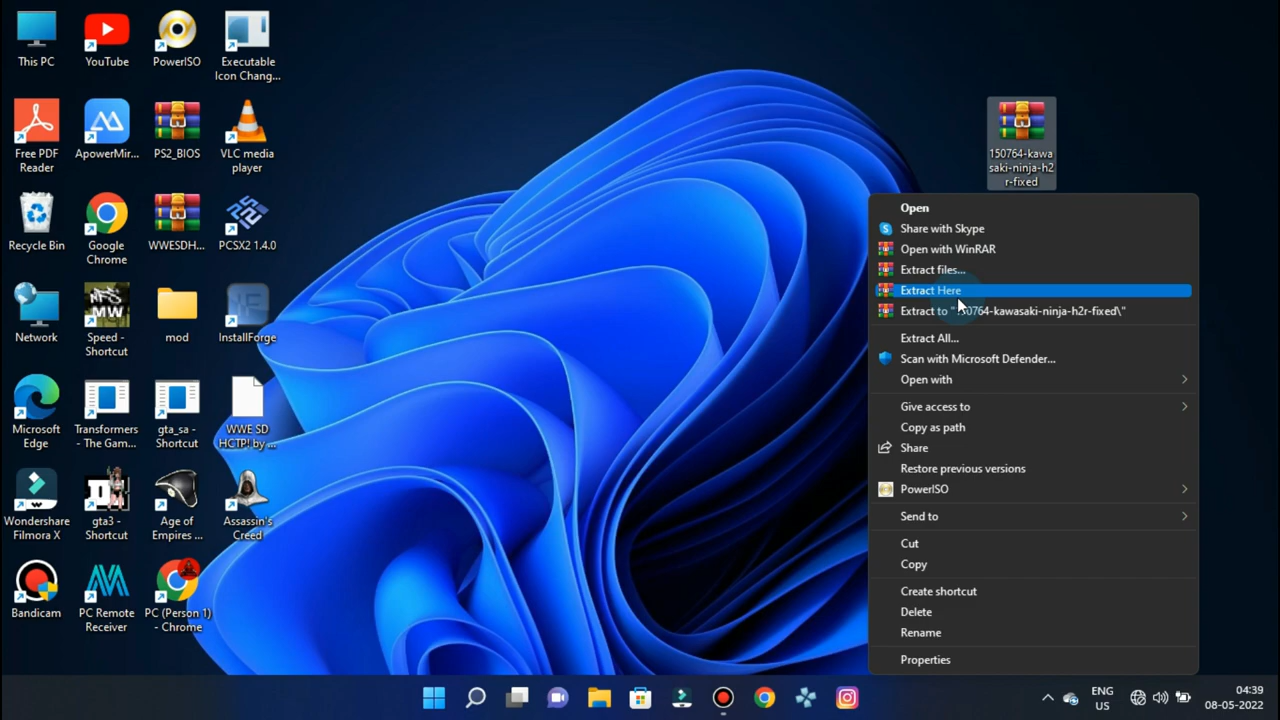 This PC
YouTube
PowerISO
Executable
Icon Chang...
Free PDF
Reader
ApowerMir...
PS2_BIOS
VLC media
player
Recycle Bin
Google
Chrome
WWESDH...
PCSX2 1.4.0
Network
Speed -
Shortcut
mod
InstallForge
Microsoft
Edge
Transformers
- The Gam...
gta_sa -
Shortcut
WWE SD
HCTP! by ...
Wondershare
Filmora X
gta3 -
Shortcut
Age of
Empires ...
Assassin's
Creed
Bandicam
PC Remote
Receiver
PC (Person 1)
- Chrome
150764-kawa
saki-ninja-h2
r-fixed
Open
Share with Skype
Open with WinRAR
Extract files...
Extract Here
Extract to "150764-kawasaki-ninja-h2r-fixed\"
Extract All...
Scan with Microsoft Defender...
Open with
Give access to
Copy as path
Share
Restore previous versions
PowerISO
Send to
Cut
Copy
Create shortcut
Delete
Rename
Properties
ENG
US
04:39
08-05-2022